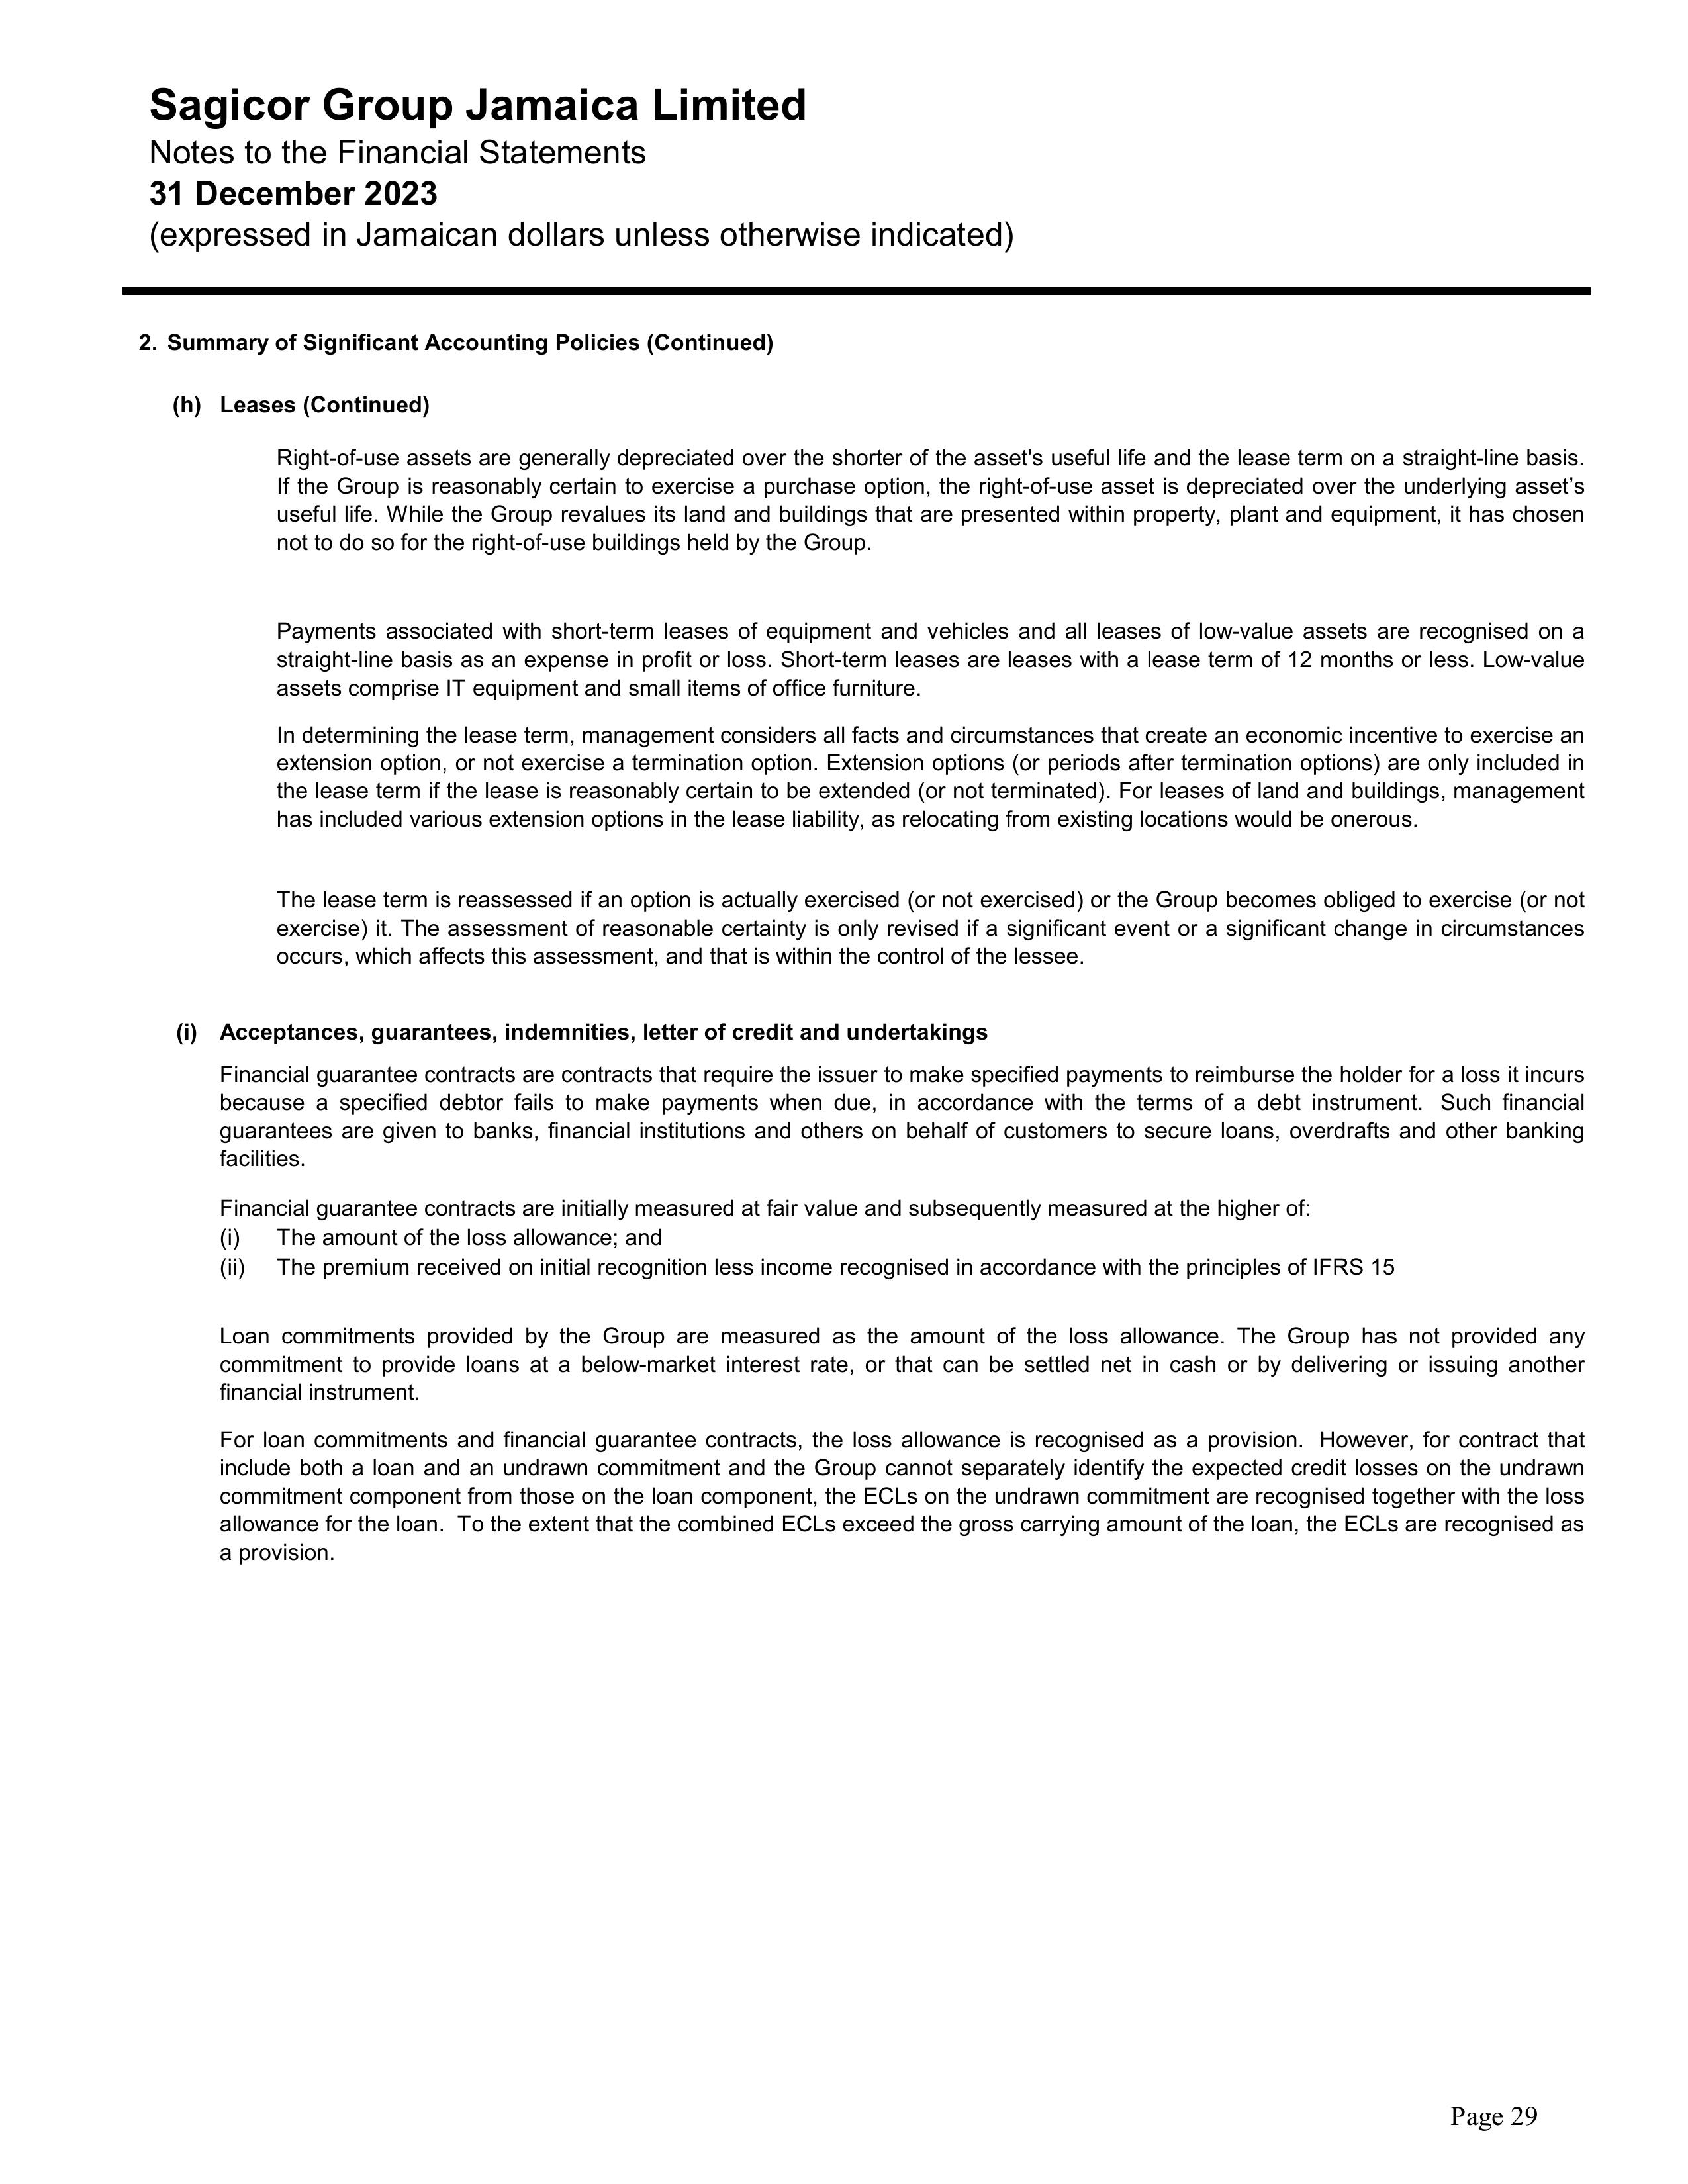 Sagicor Group Jamaica Limited
Notes to the Financial Statements
31 December 2023
(expressed in Jamaican dollars unless otherwise indicated)
2. Summary of Significant Accounting Policies (Continued)
(h) Leases (Continued)
Right-of-use assets are generally depreciated over the shorter of the asset's useful life and the lease term on a straight-line basis.
If the Group is reasonably certain to exercise a purchase option, the right-of-use asset is depreciated over the underlying asset’s
useful life. While the Group revalues its land and buildings that are presented within property, plant and equipment, it has chosen
not to do so for the right-of-use buildings held by the Group.
Payments associated with short-term leases of equipment and vehicles and all leases of low-value assets are recognised on a
straight-line basis as an expense in profit or loss. Short-term leases are leases with a lease term of 12 months or less. Low-value
assets comprise IT equipment and small items of office furniture.
In determining the lease term, management considers all facts and circumstances that create an economic incentive to exercise an
extension option, or not exercise a termination option. Extension options (or periods after termination options) are only included in
the lease term if the lease is reasonably certain to be extended (or not terminated). For leases of land and buildings, management
has included various extension options in the lease liability, as relocating from existing locations would be onerous.
The lease term is reassessed if an option is actually exercised (or not exercised) or the Group becomes obliged to exercise (or not
exercise) it. The assessment of reasonable certainty is only revised if a significant event or a significant change in circumstances
occurs, which affects this assessment, and that is within the control of the lessee.
(i) Acceptances, guarantees, indemnities, letter of credit and undertakings
Financial guarantee contracts are contracts that require the issuer to make specified payments to reimburse the holder for a loss it incurs
because a specified debtor fails to make payments when due, in accordance with the terms of a debt instrument. Such financial
guarantees are given to banks, financial institutions and others on behalf of customers to secure loans, overdrafts and other banking
facilities.
Financial guarantee contracts are initially measured at fair value and subsequently measured at the higher of:
(i) The amount of the loss allowance; and
(ii) The premium received on initial recognition less income recognised in accordance with the principles of IFRS 15
Loan commitments provided by the Group are measured as the amount of the loss allowance. The Group has not provided any
commitment to provide loans at a below-market interest rate, or that can be settled net in cash or by delivering or issuing another
financial instrument.
For loan commitments and financial guarantee contracts, the loss allowance is recognised as a provision. However, for contract that
include both a loan and an undrawn commitment and the Group cannot separately identify the expected credit losses on the undrawn
commitment component from those on the loan component, the ECLs on the undrawn commitment are recognised together with the loss
allowance for the loan. To the extent that the combined ECLs exceed the gross carrying amount of the loan, the ECLs are recognised as
a provision.
Page 29